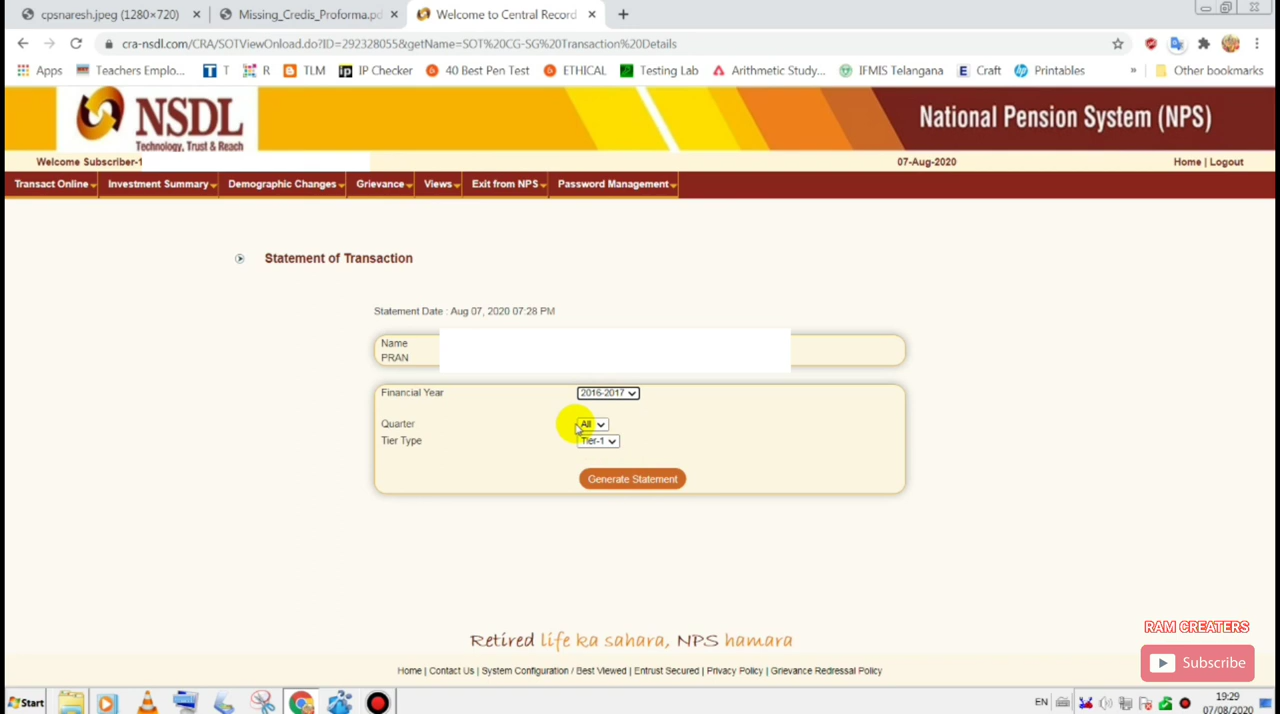 cpsnaresh.jpeg (1280×720)
Missing_Credis_Proforma.pd
Welcome to Central Record
cra-nsdl.com/CRA/SOTViewOnload.do?ID=292328055&getName=SOT%20CG-SG%20Transaction%20Details
Apps
Teachers Emplo...
T
R
TLM
IP Checker
40 Best Pen Test
ETHICAL
Testing Lab
Arithmetic Study...
IFMIS Telangana
Craft
Printables
»
Other bookmarks
NSDL
Technology, Trust & Reach
National Pension System (NPS)
Welcome Subscriber-1
07-Aug-2020
Home | Logout
Transact Online
Investment Summary
Demographic Changes
Grievance
Views
Exit from NPS
Password Management
Statement of Transaction
Statement Date : Aug 07, 2020 07:28 PM
Name
PRAN
Financial Year
2016-2017
Quarter
All
Tier Type
Tier-1
Generate Statement
Retired life ka sahara, NPS hamara
RAM CREATERS
Subscribe
Home | Contact Us | System Configuration / Best Viewed | Entrust Secured | Privacy Policy | Grievance Redressal Policy
Start
EN
19:29
07/08/2020